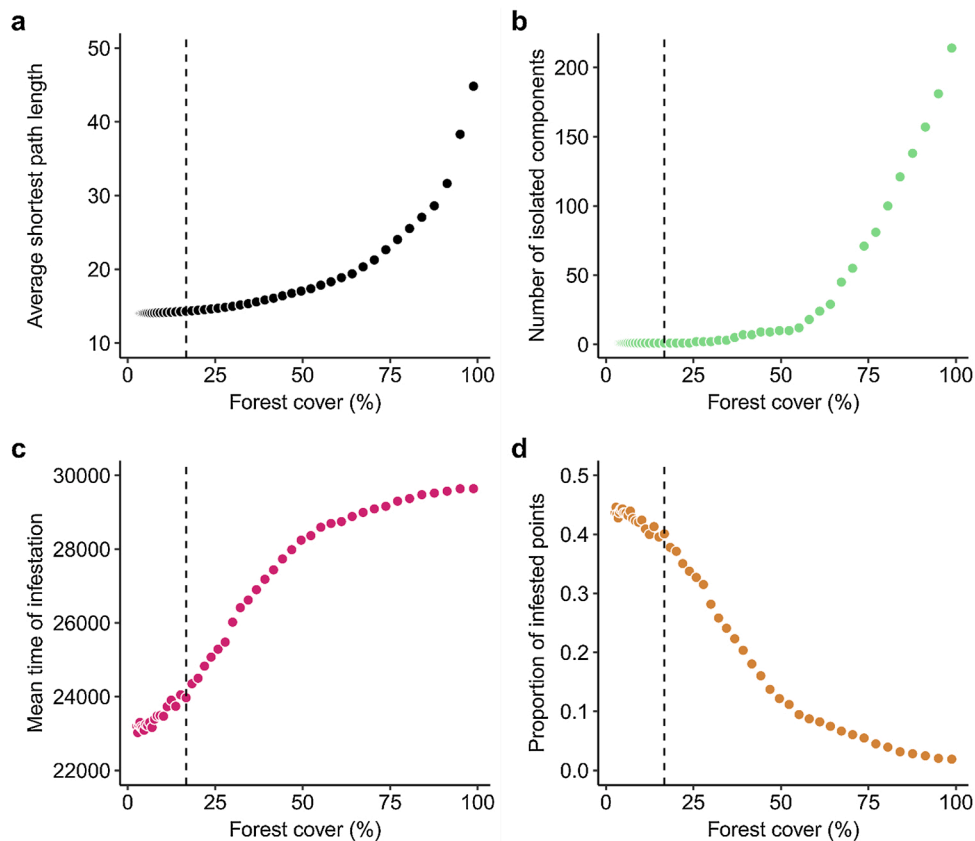 a
50
40
30
20
10
Average shortest path length
0 25 50 75 100
Forest cover (%)
b
200
150
100
50
0
Number of isolated components
0 25 50 75 100
Forest cover (%)
c
30000
28000
26000
24000
22000
Mean time of infestation
0 25 50 75 100
Forest cover (%)
d
0.5
0.4
0.3
0.2
0.1
0.0
Proportion of infested points
0 25 50 75 100
Forest cover (%)